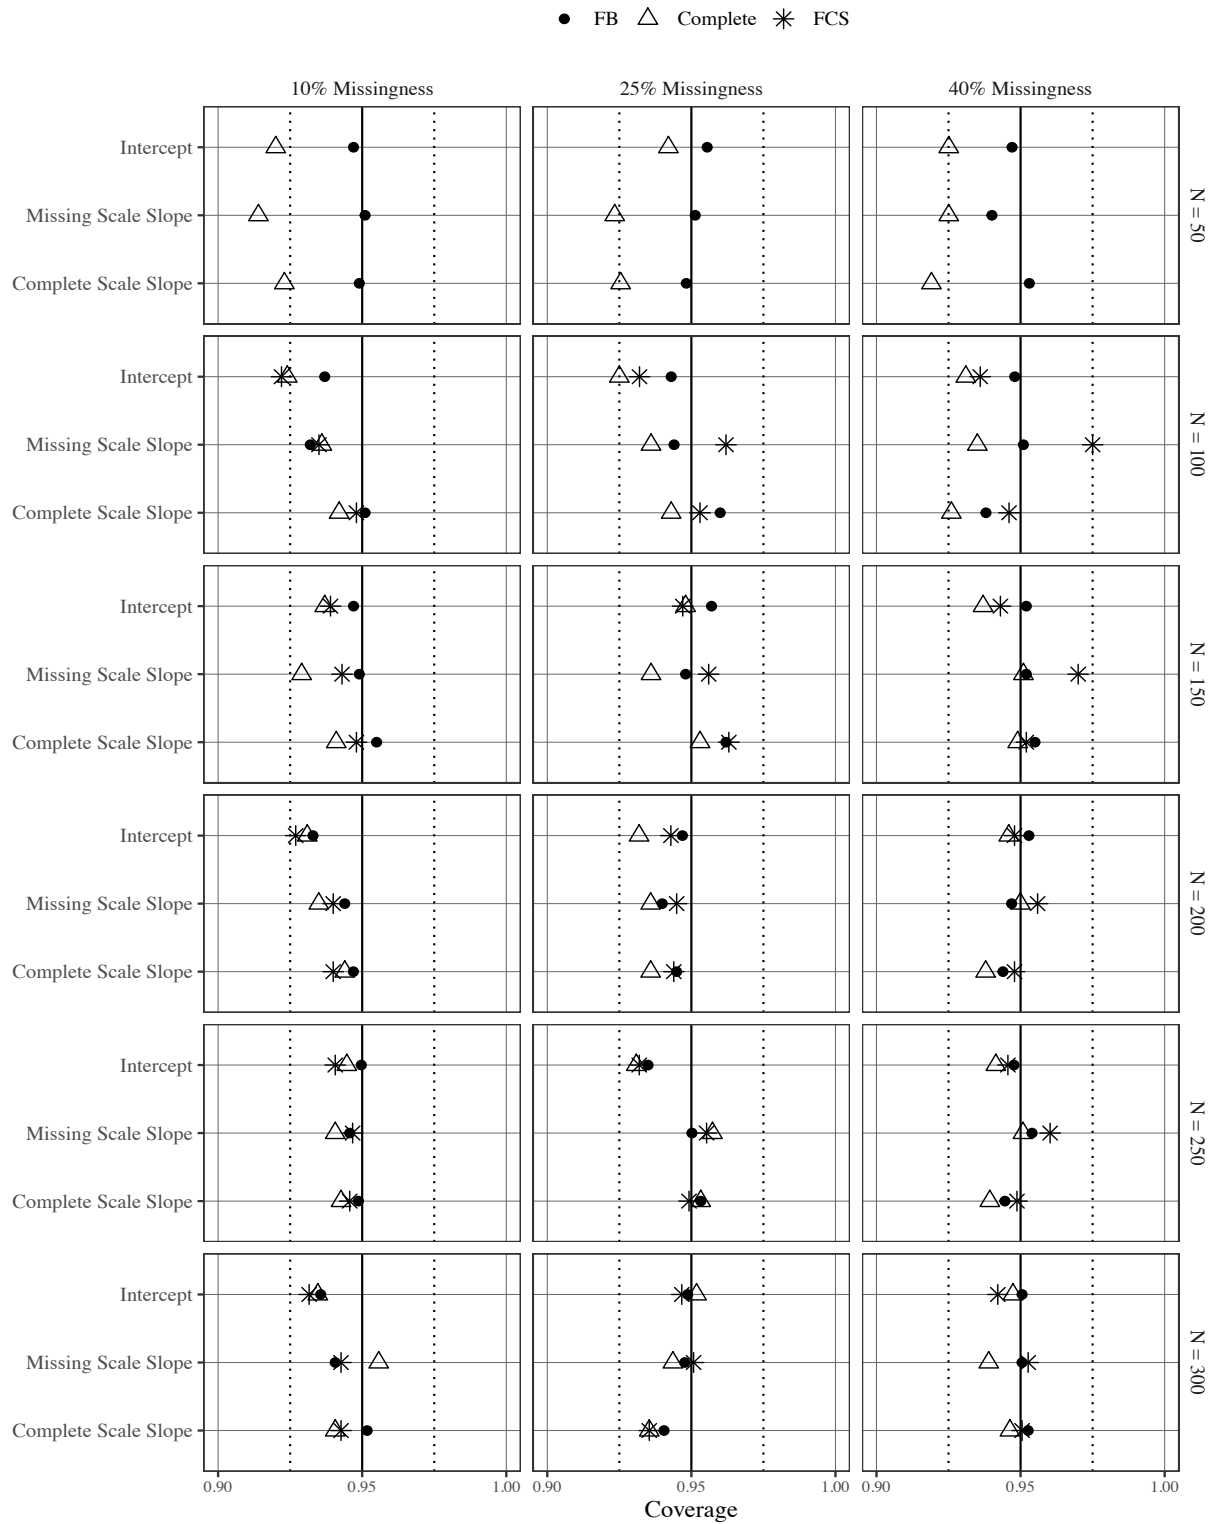 FB Complete FCS
10% Missingness 25% Missingness 40% Missingness
Intercept
Missing Scale Slope
Complete Scale Slope
N = 50
Intercept
Missing Scale Slope
Complete Scale Slope
N = 100
Intercept
Missing Scale Slope
Complete Scale Slope
N = 150
Intercept
Missing Scale Slope
Complete Scale Slope
N = 200
Intercept
Missing Scale Slope
Complete Scale Slope
N = 250
Intercept
Missing Scale Slope
Complete Scale Slope
N = 300
0.90 0.95 1.00 0.90 0.95 1.00 0.90 0.95 1.00
Coverage